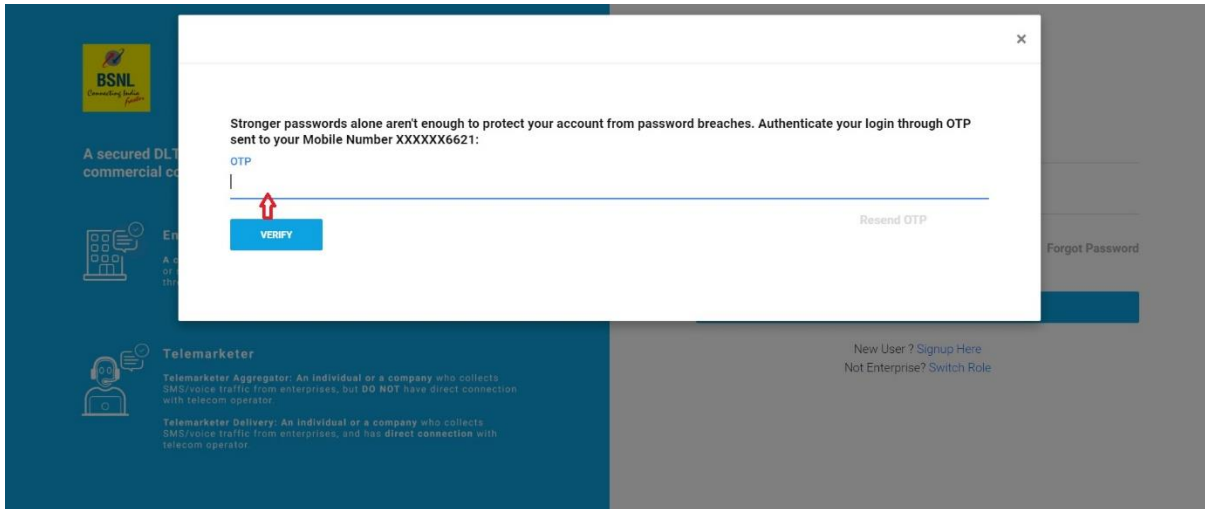 ×
BSNL
Connecting India
faster
A secured DLT
commercial co
Stronger passwords alone aren't enough to protect your account from password breaches. Authenticate your login through OTP
sent to your Mobile Number XXXXXX6621:
OTP
VERIFY
Resend OTP
En
A c
or
thr
Forgot Password
Telemarketer
Telemarketer Aggregator: An individual or a company who collects
SMS/voice traffic from enterprises, but DO NOT have direct connection
with telecom operator.
Telemarketer Delivery: An individual or a company who collects
SMS/voice traffic from enterprises, and has direct connection with
telecom operator.
New User ? Signup Here
Not Enterprise? Switch Role